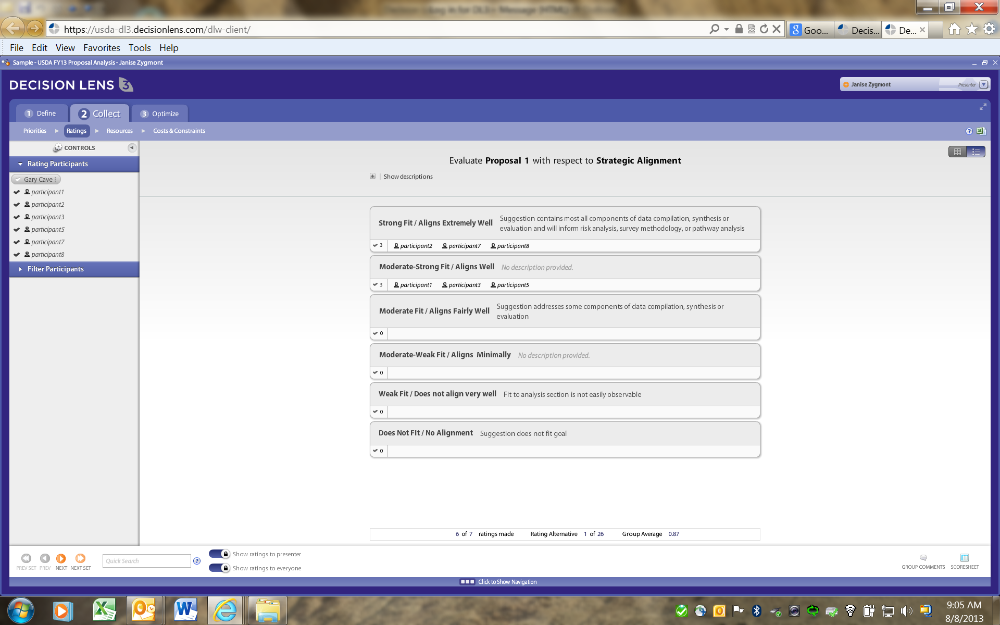 https://usda-dl3.decisionlens.com/dlw-client/
Goo...
Decis...
De...
File Edit View Favorites Tools Help
Sample - USDA FY13 Proposal Analysis - Janise Zygmont
DECISION LENS 3
Janise Zygmont
Presenter
1 Define
2 Collect
3 Optimize
Priorities
Ratings
Resources
Costs & Constraints
CONTROLS
Rating Participants
Gary Cave
participant1
participant2
participant3
participant5
participant7
participant8
Filter Participants
Evaluate Proposal 1 with respect to Strategic Alignment
Show descriptions
Strong Fit / Aligns Extremely Well
Suggestion contains most all components of data compilation, synthesis or
evaluation and will inform risk analysis, survey methodology, or pathway analysis
3 participant2 participant7 participant8
Moderate-Strong Fit / Aligns Well No description provided.
3 participant1 participant3 participant5
Moderate Fit / Aligns Fairly Well
Suggestion addresses some components of data compilation, synthesis or
evaluation
0
Moderate-Weak Fit / Aligns Minimally No description provided.
0
Weak Fit / Does not align very well Fit to analysis section is not easily observable
0
Does Not FIt / No Alignment Suggestion does not fit goal
0
6 of 7 ratings made Rating Alternative 1 of 26 Group Average 0.87
PREV SET PREV NEXT NEXT SET
Quick Search
Show ratings to presenter
Show ratings to everyone
GROUP COMMENTS
SCORESHEET
Click to Show Navigation
9:05 AM
8/8/2013